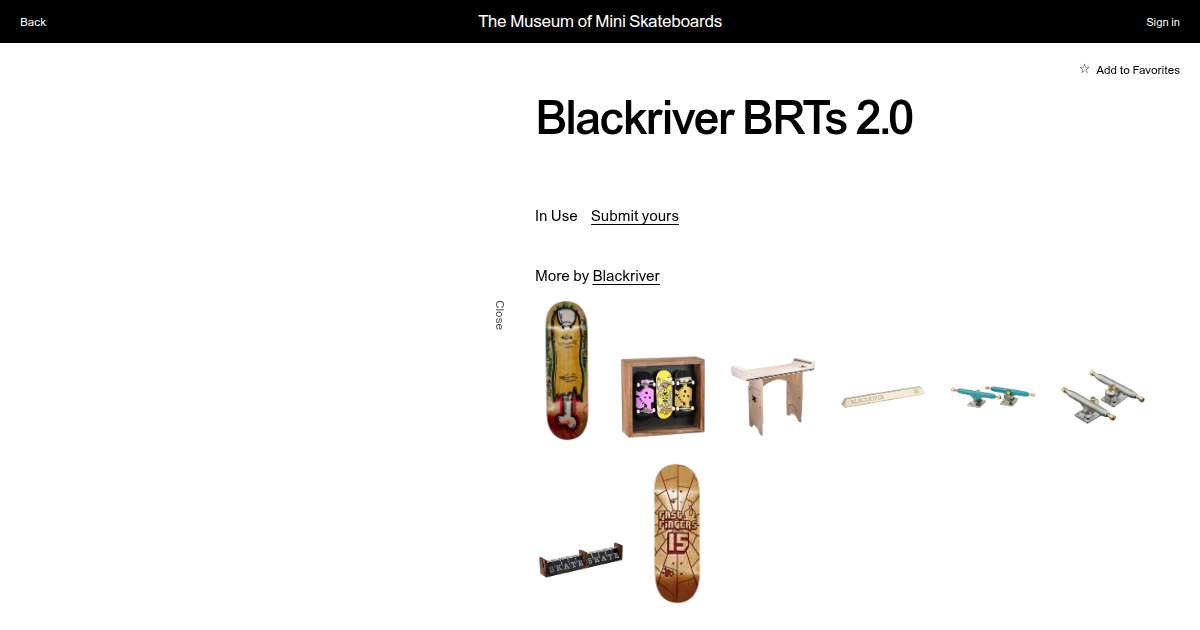 Back
The Museum of Mini Skateboards
Sign in
☆ Add to Favorites
Blackriver BRTs 2.0
In Use Submit yours
More by Blackriver
Close
BLACKRIVER
SKATE SKATE
FAST
FINGERS
15